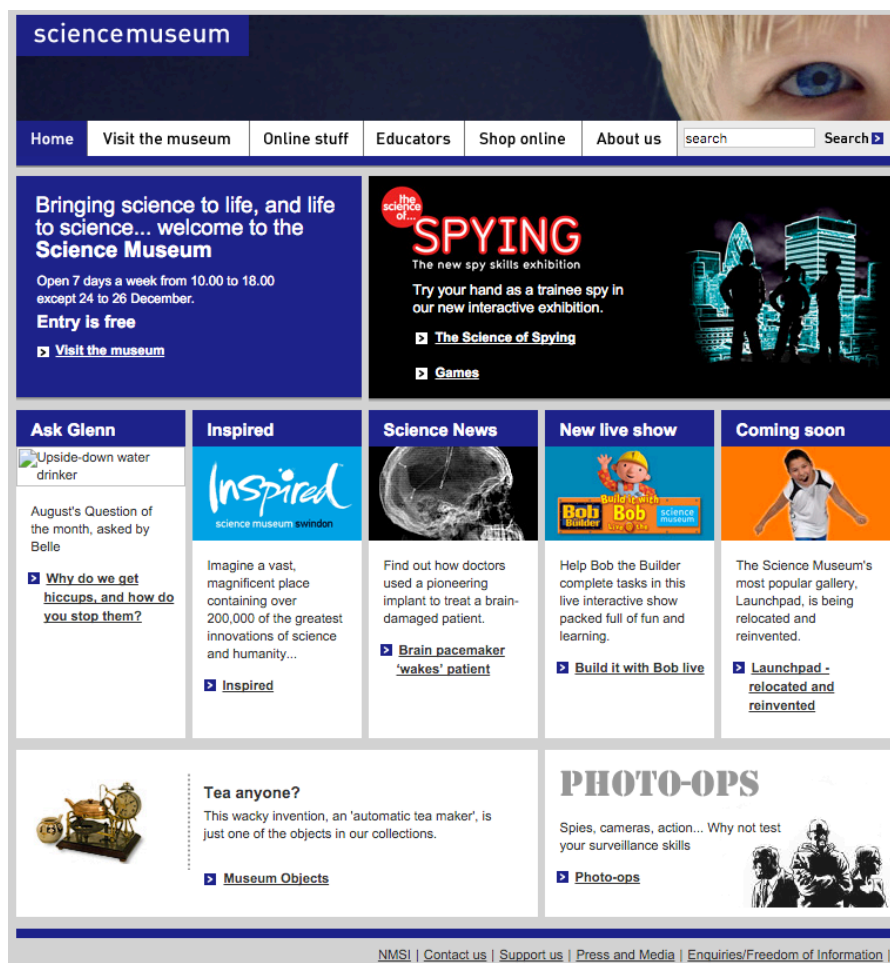 sciencemuseum
Home
Visit the museum
Online stuff
Educators
Shop online
About us
search
Search
Bringing science to life, and life
to science... welcome to the
Science Museum
Open 7 days a week from 10.00 to 18.00
except 24 to 26 December.
Entry is free
Visit the museum
the
science
of...
SPYING
The new spy skills exhibition
Try your hand as a trainee spy in
our new interactive exhibition.
The Science of Spying
Games
Ask Glenn
Upside-down water
drinker
August's Question of
the month, asked by
Belle
Why do we get
hiccups, and how do
you stop them?
Inspired
Inspired
science museum swindon
Imagine a vast,
magnificent place
containing over
200,000 of the greatest
innovations of science
and humanity...
Inspired
Science News
Find out how doctors
used a pioneering
implant to treat a brain-
damaged patient.
Brain pacemaker
‘wakes’ patient
New live show
Build it with
Bob
Bob the Builder
Live @ the
science
museum
Help Bob the Builder
complete tasks in this
live interactive show
packed full of fun and
learning.
Build it with Bob live
Coming soon
The Science Museum's
most popular gallery,
Launchpad, is being
relocated and
reinvented.
Launchpad -
relocated and
reinvented
Tea anyone?
This wacky invention, an 'automatic tea maker', is
just one of the objects in our collections.
Museum Objects
PHOTO-OPS
Spies, cameras, action... Why not test
your surveillance skills
Photo-ops
NMSI | Contact us | Support us | Press and Media | Enquiries/Freedom of Information |